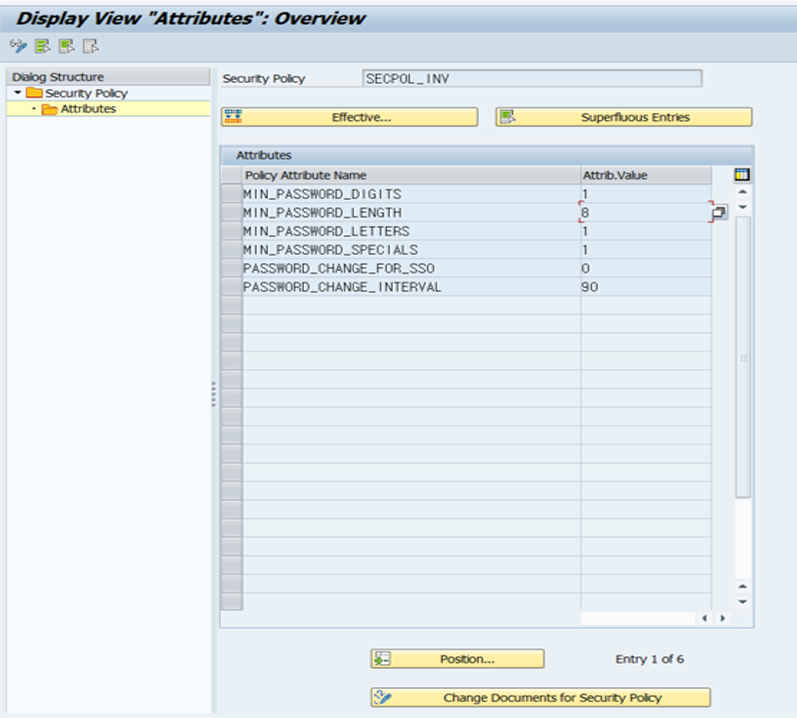 Display View "Attributes": Overview
Dialog Structure
Security Policy
Attributes
Security Policy SECPOL_INV
Effective... Superfluous Entries
Attributes
Policy Attribute Name Attrib.Value
MIN_PASSWORD_DIGITS 1
MIN_PASSWORD_LENGTH 8
MIN_PASSWORD_LETTERS 1
MIN_PASSWORD_SPECIALS 1
PASSWORD_CHANGE_FOR_SSO 0
PASSWORD_CHANGE_INTERVAL 90
Position... Entry 1 of 6
Change Documents for Security Policy